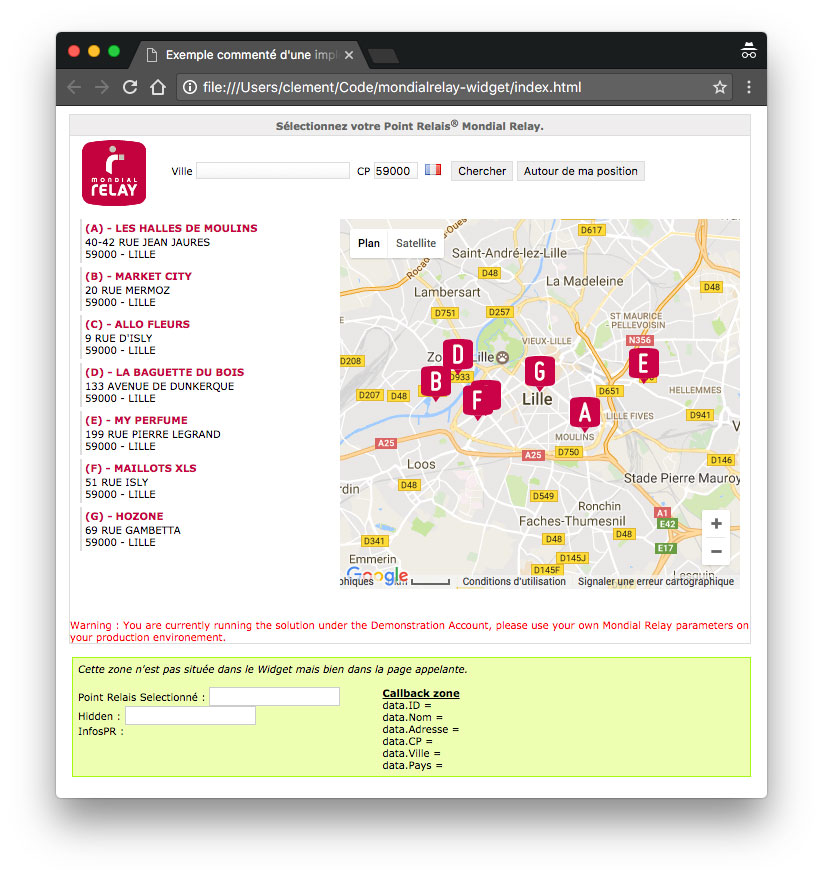 Exemple commenté d'une impl
file:///Users/clement/Code/mondialrelay-widget/index.html
Sélectionnez votre Point Relais® Mondial Relay.
MONDIAL
RELAY
Ville
CP 59000
Chercher
Autour de ma position
(A) - LES HALLES DE MOULINS
40-42 RUE JEAN JAURES
59000 - LILLE
(B) - MARKET CITY
20 RUE MERMOZ
59000 - LILLE
(C) - ALLO FLEURS
9 RUE D'ISLY
59000 - LILLE
(D) - LA BAGUETTE DU BOIS
133 AVENUE DE DUNKERQUE
59000 - LILLE
(E) - MY PERFUME
199 RUE PIERRE LEGRAND
59000 - LILLE
(F) - MAILLOTS XLS
51 RUE ISLY
59000 - LILLE
(G) - HOZONE
69 RUE GAMBETTA
59000 - LILLE
Plan Satellite
D617
Saint-André-lez-Lille
D48
La Madeleine
D48
Lambersart
D751
D257
ST MAURICE
- PELLEVOISIN
VIEUX-LILLE
N356
D208
D
G
E
D933
B
D651
HELLEMMES
D207
D48
F
Lille
A
LILLE FIVES
D941
MOULINS
A25
D750
A25
D146
Loos
Stade Pierre Mauroy
D48
D549
Ronchin
A1
Faches-Thumesnil
E42
D341
D48
D48
E17
D145J
Emmerin
D145F
Google
Conditions d'utilisation
Signaler une erreur cartographique
Warning : You are currently running the solution under the Demonstration Account, please use your own Mondial Relay parameters on
your production environement.
Cette zone n'est pas située dans le Widget mais bien dans la page appelante.
Point Relais Selectionné :
Hidden :
InfosPR :
Callback zone
data.ID =
data.Nom =
data.Adresse =
data.CP =
data.Ville =
data.Pays =